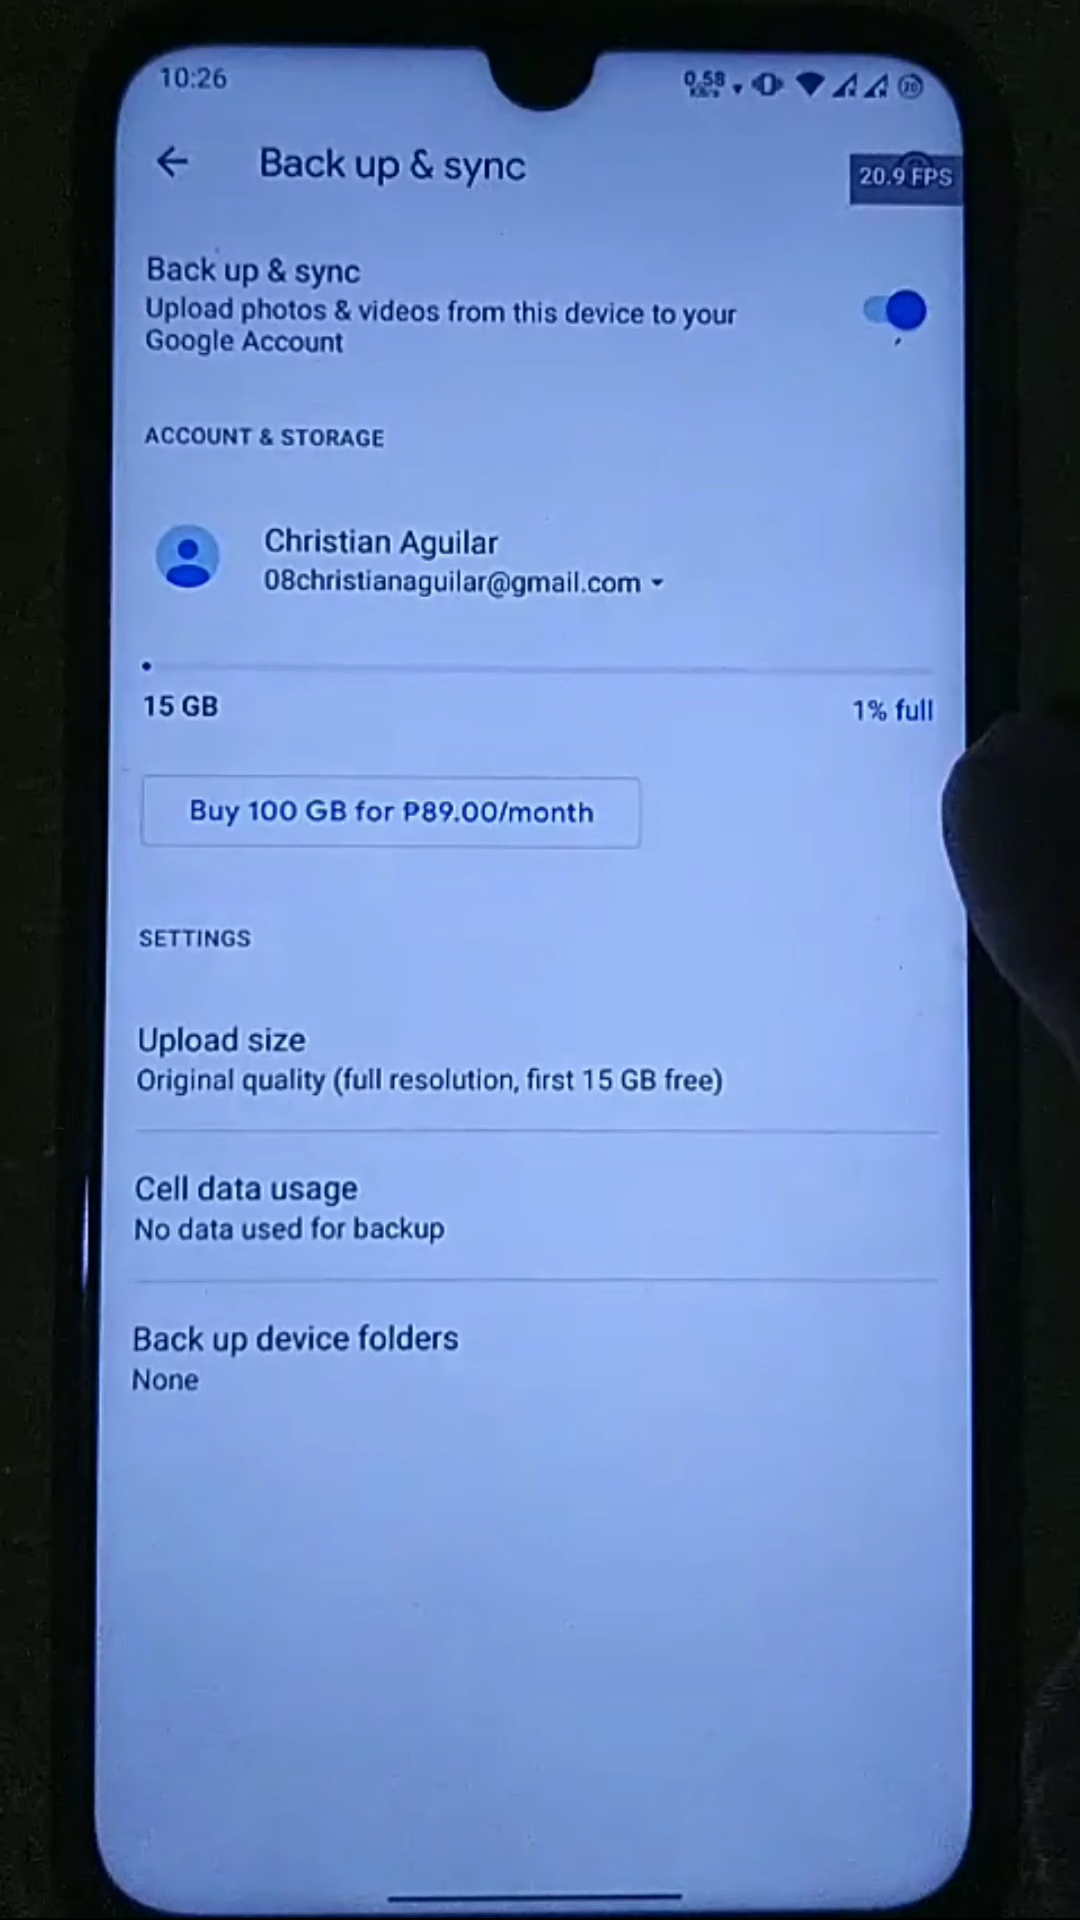 10:26
0.58
Back up & sync
20.9 FPS
Back up & sync
Upload photos & videos from this device to your
Google Account
ACCOUNT & STORAGE
Christian Aguilar
08christianaguilar@gmail.com
15 GB
1% full
Buy 100 GB for ₱89.00/month
SETTINGS
Upload size
Original quality (full resolution, first 15 GB free)
Cell data usage
No data used for backup
Back up device folders
None